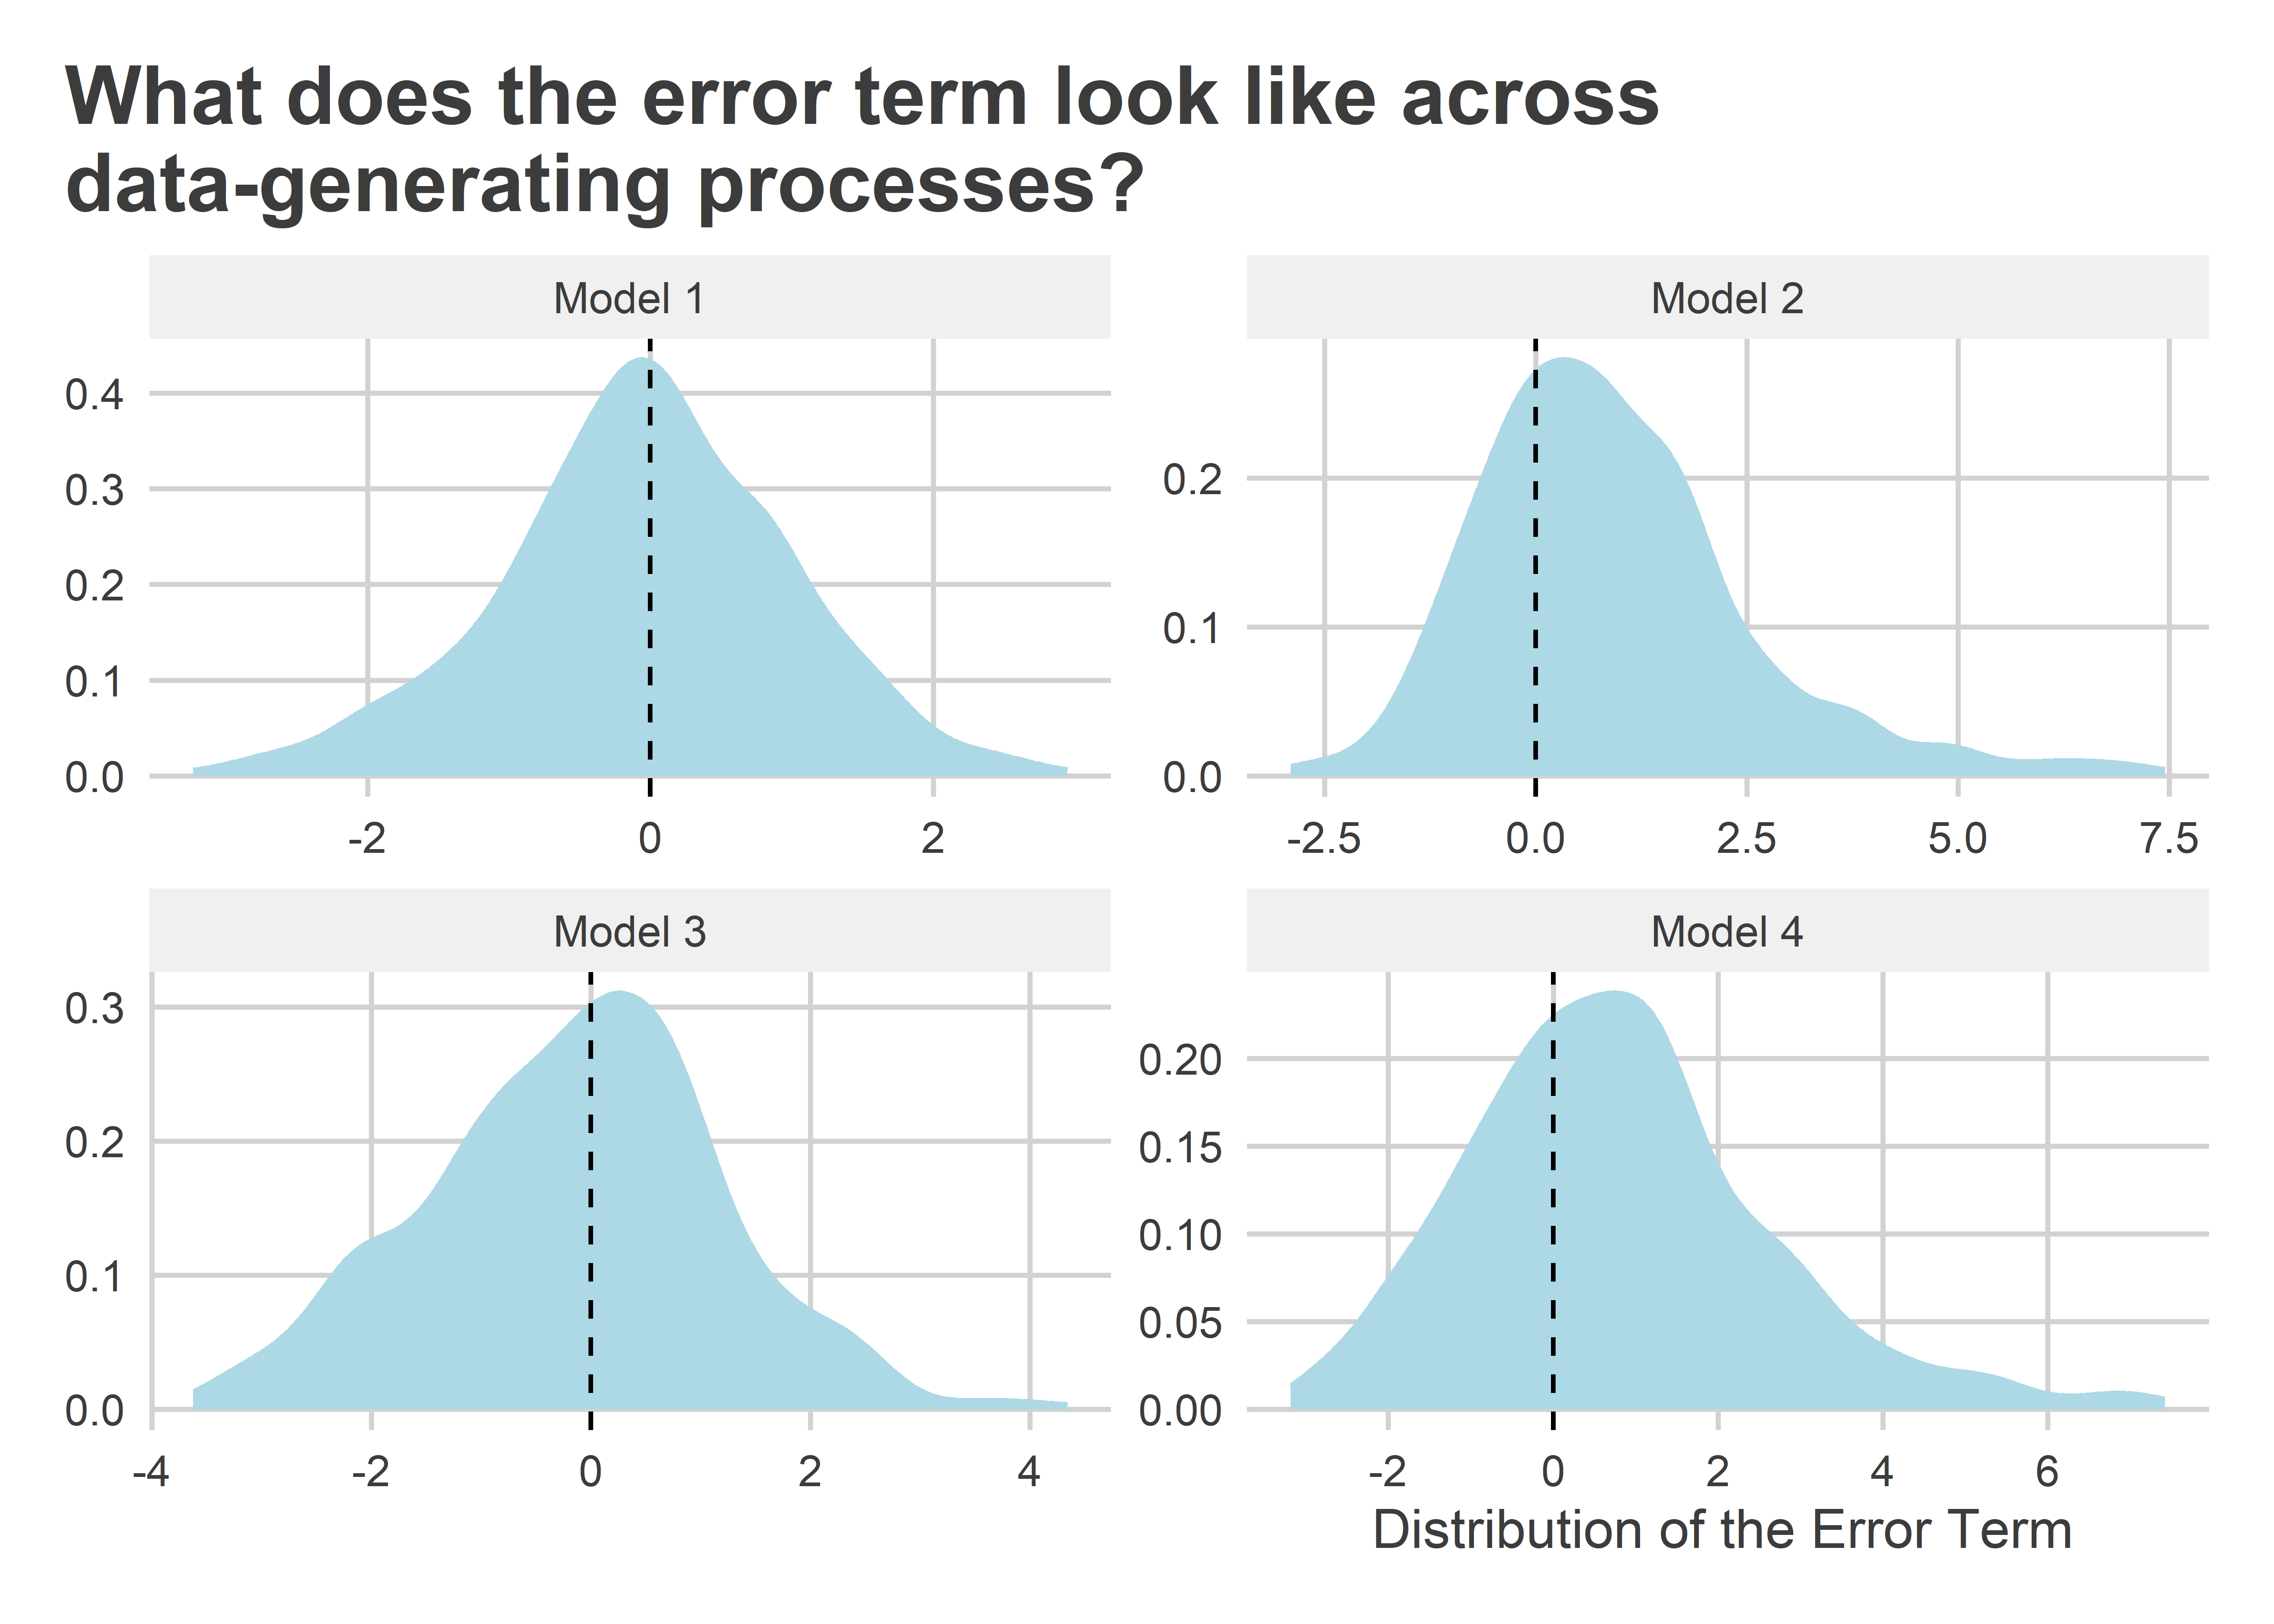 What does the error term look like across
data-generating processes?
Model 1
0.4
0.3
0.2
0.1
0.0
-2 0 2
Model 2
0.2
0.1
0.0
-2.5 0.0 2.5 5.0 7.5
Model 3
0.3
0.2
0.1
0.0
-4 -2 0 2 4
Model 4
0.20
0.15
0.10
0.05
0.00
-2 0 2 4 6
Distribution of the Error Term